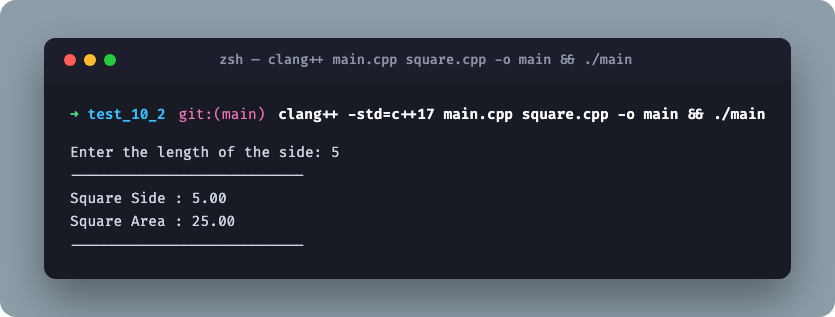 zsh — clang++ main.cpp square.cpp -o main && ./main
➜ test_10_2 git:(main) clang++ -std=c++17 main.cpp square.cpp -o main && ./main
Enter the length of the side: 5
---------------------------
Square Side : 5.00
Square Area : 25.00
---------------------------